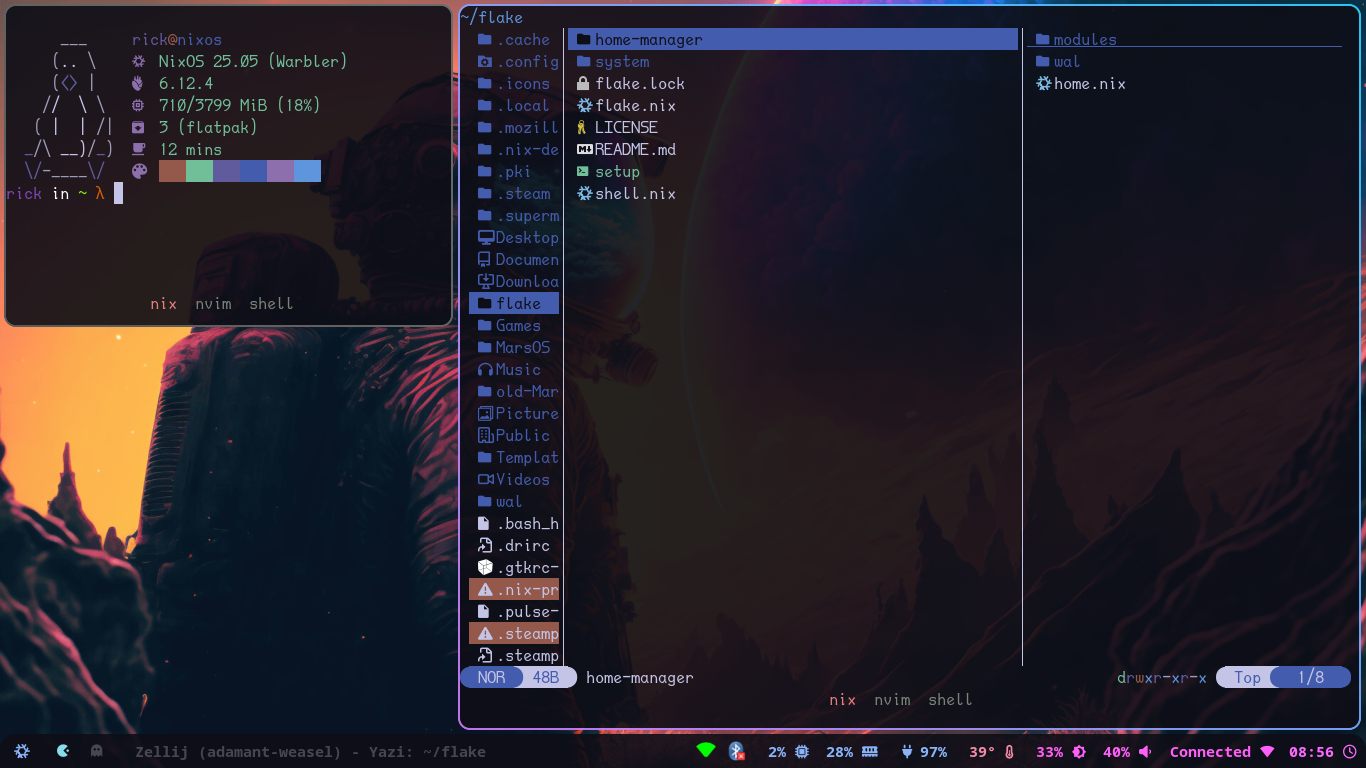 rick@nixos
NixOS 25.05 (Warbler)
6.12.4
710/3799 MiB (18%)
3 (flatpak)
12 mins
rick in ~ λ
nix nvim shell
~/flake
.cache
.config
.icons
.local
.mozill
.nix-de
.pki
.steam
.superm
Desktop
Documen
Downloa
flake
Games
MarsOS
Music
old-Mar
Picture
Public
Templat
Videos
wal
.bash_h
.drirc
.gtkrc-
.nix-pr
.pulse-
.steamp
.steamp
home-manager
system
flake.lock
flake.nix
LICENSE
README.md
setup
shell.nix
modules
wal
home.nix
NOR 48B home-manager drwxr-xr-x Top 1/8
nix nvim shell
Zellij (adamant-weasel) - Yazi: ~/flake 2% 28% 97% 39° 33% 40% Connected 08:56